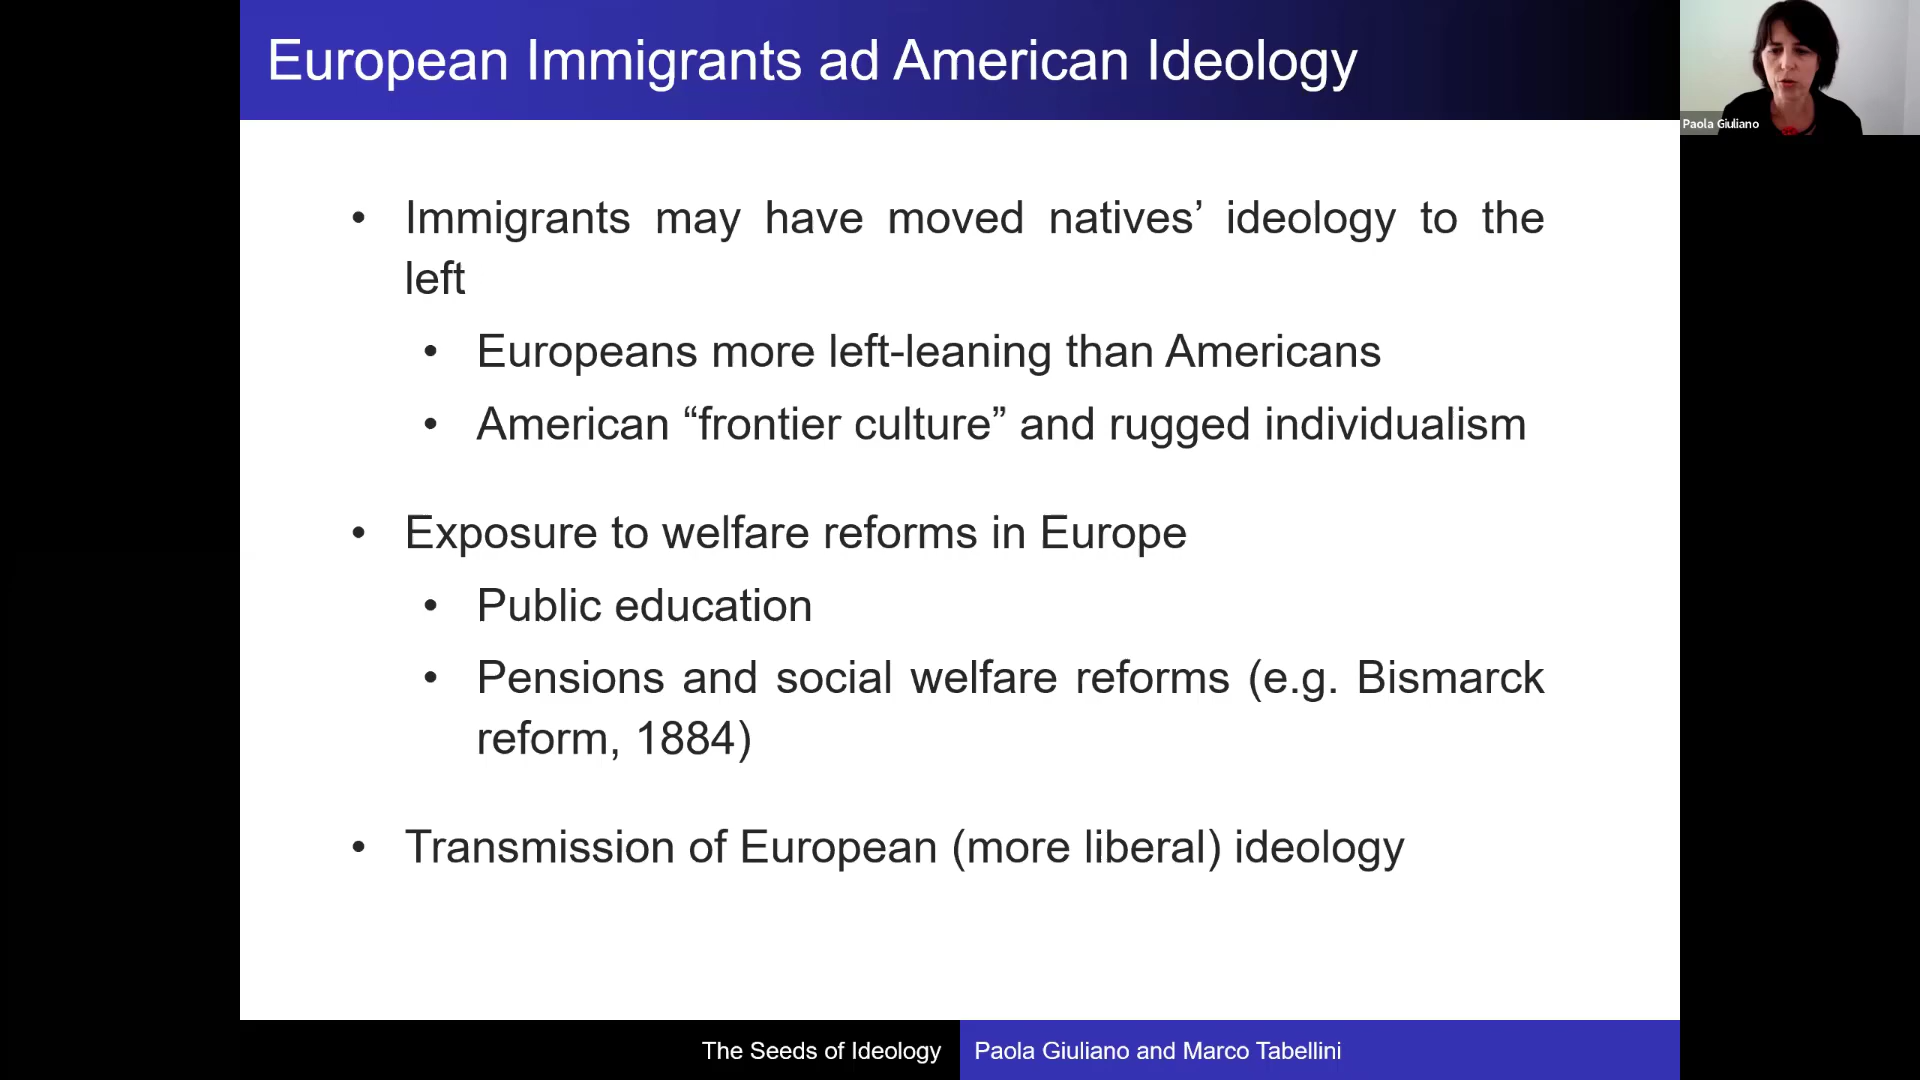 European Immigrants ad American Ideology
Paola Giuliano
• Immigrants may have moved natives’ ideology to the
left
• Europeans more left-leaning than Americans
• American “frontier culture” and rugged individualism
• Exposure to welfare reforms in Europe
• Public education
• Pensions and social welfare reforms (e.g. Bismarck
reform, 1884)
• Transmission of European (more liberal) ideology
The Seeds of Ideology
Paola Giuliano and Marco Tabellini